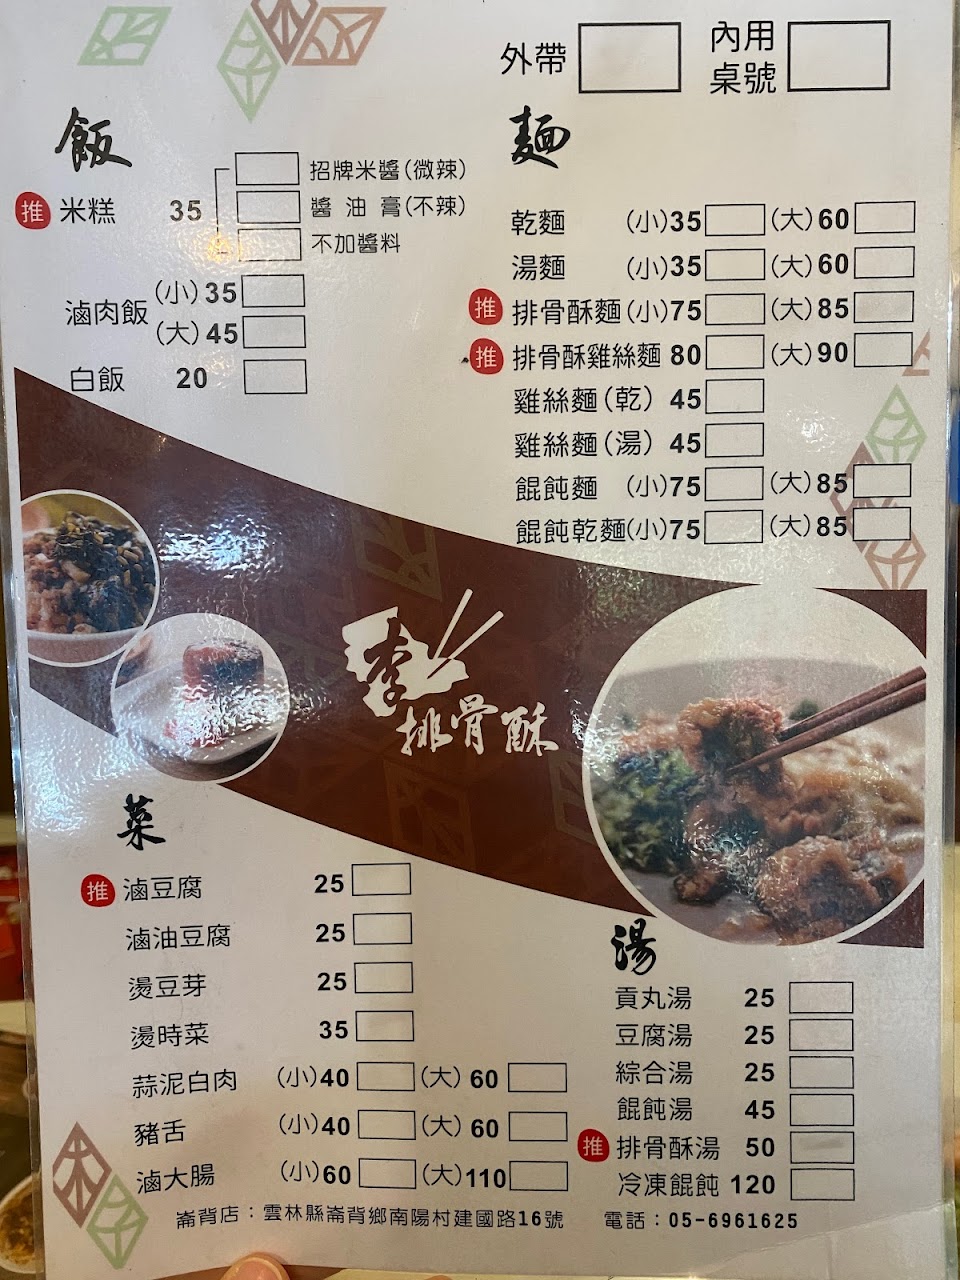 外帶
內用
桌號
飯
推 米糕 35
招牌米醬(微辣)
醬油膏(不辣)
不加醬料
滷肉飯 (小)35
(大)45
白飯 20
麵
乾麵 (小)35 (大)60
湯麵 (小)35 (大)60
推 排骨酥麵(小)75 (大)85
推 排骨酥雞絲麵 80 (大)90
雞絲麵(乾) 45
雞絲麵(湯) 45
餛飩麵 (小)75 (大)85
餛飩乾麵(小)75 (大)85
李
排骨酥
菜
推 滷豆腐 25
滷油豆腐 25
燙豆芽 25
燙時菜 35
蒜泥白肉 (小)40 (大)60
豬舌 (小)40 (大)60
滷大腸 (小)60 (大)110
湯
貢丸湯 25
豆腐湯 25
綜合湯 25
餛飩湯 45
推 排骨酥湯 50
冷凍餛飩 120
崙背店：雲林縣崙背鄉南陽村建國路16號 電話：05-6961625